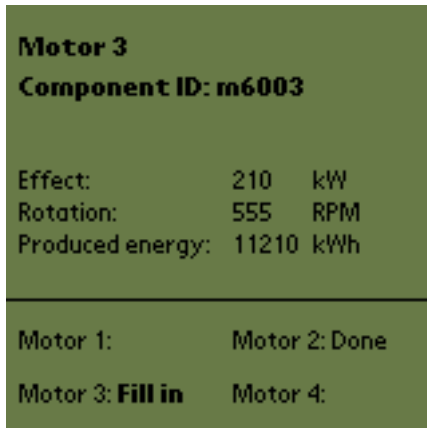 Motor 3
Component ID: m6003
Effect: 210 kW
Rotation: 555 RPM
Produced energy: 11210 kWh
Motor 1: Motor 2: Done
Motor 3: Fill in Motor 4: